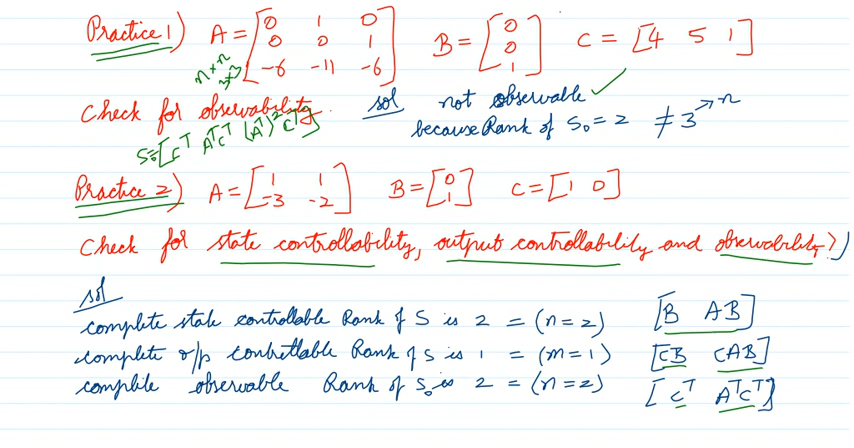 Practice 1) A = [0 1 0 B = [0 C = [4 5 1]
0 0 1 0
-6 -11 -6] 1]
n×n
3×3
Check for observability. sol not observable ✓
because Rank of S₀ = 2 ≠ 3 → n
S₀=[Cᵀ AᵀCᵀ (Aᵀ)²Cᵀ]
Practice 2) A = [1 1 B = [0 C = [1 0]
-3 -2] 1]
Check for state controllability, output controllability and observability?)
sol
complete state controllable Rank of S is 2 = (n = 2) [B AB]
complete o/p controllable Rank of S is 1 = (m = 1) [CB CAB]
complete observable Rank of S₀ is 2 = (n = 2) [Cᵀ AᵀCᵀ]